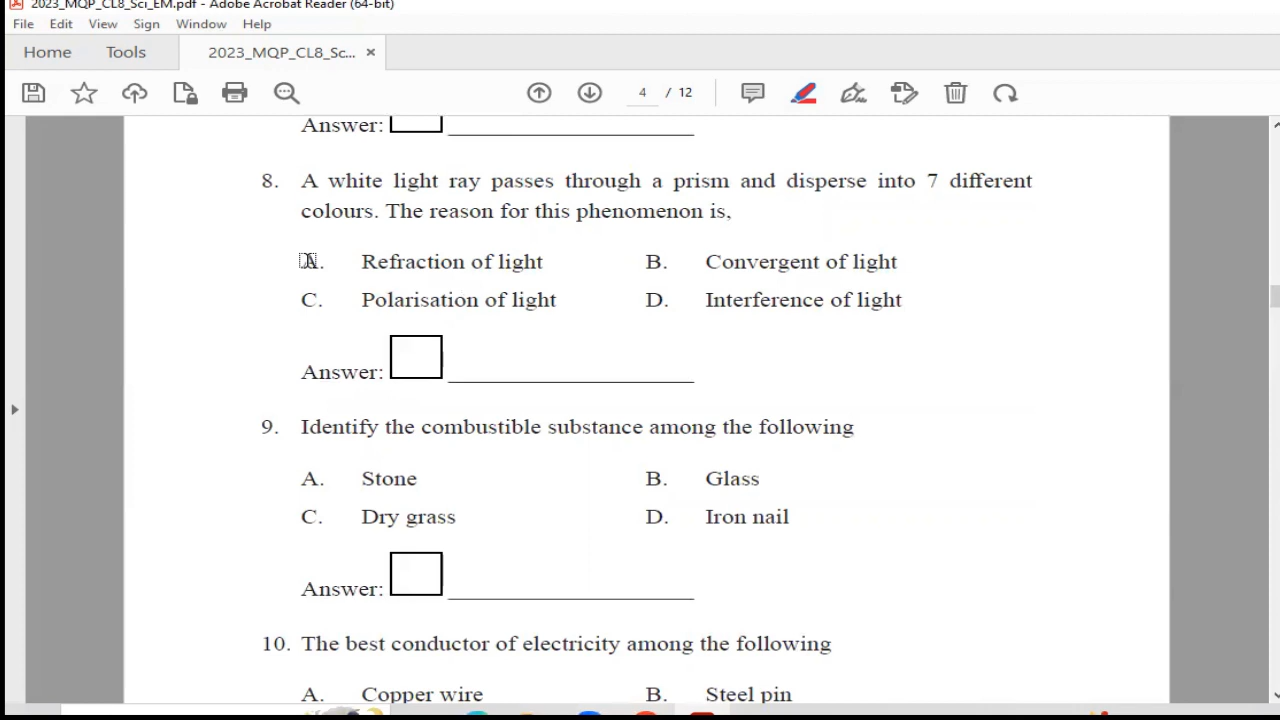 2023_MQP_CL8_Sci_EM.pdf - Adobe Acrobat Reader (64-bit)
File Edit View Sign Window Help
Home Tools 2023_MQP_CL8_Sc... ×
4 / 12
Answer:
8. A white light ray passes through a prism and disperse into 7 different
colours. The reason for this phenomenon is,
A. Refraction of light B. Convergent of light
C. Polarisation of light D. Interference of light
Answer:
9. Identify the combustible substance among the following
A. Stone B. Glass
C. Dry grass D. Iron nail
Answer:
10. The best conductor of electricity among the following
A. Copper wire B. Steel pin